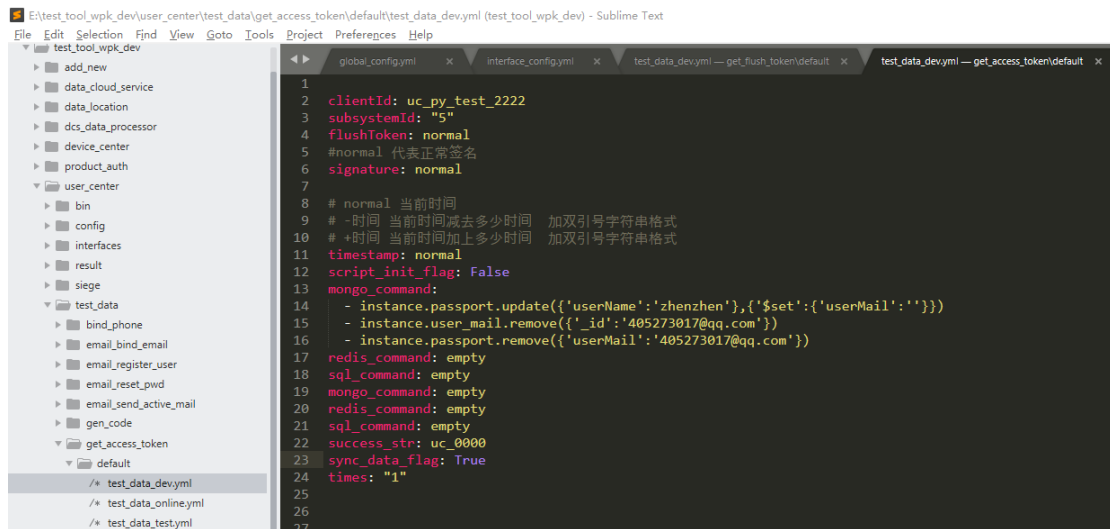 E:\test_tool_wpk_dev\user_center\test_data\get_access_token\default\test_data_dev.yml (test_tool_wpk_dev) - Sublime Text
File Edit Selection Find View Goto Tools Project Preferences Help
test_tool_wpk_dev
add_new
data_cloud_service
data_location
dcs_data_processor
device_center
product_auth
user_center
bin
config
interfaces
result
siege
test_data
bind_phone
email_bind_email
email_register_user
email_reset_pwd
email_send_active_mail
gen_code
get_access_token
default
/* test_data_dev.yml
/* test_data_online.yml
/* test_data_test.yml
global_config.yml × interface_config.yml × test_data_dev.yml — get_flush_token\default × test_data_dev.yml — get_access_token\default ×
1
2 clientId: uc_py_test_2222
3 subsystemId: "5"
4 flushToken: normal
5 #normal 代表正常签名
6 signature: normal
7
8 # normal 当前时间
9 # -时间 当前时间减去多少时间 加双引号字符串格式
10 # +时间 当前时间加上多少时间 加双引号字符串格式
11 timestamp: normal
12 script_init_flag: False
13 mongo_command:
14 - instance.passport.update({'userName':'zhenzhen'},{'$set':{'userMail':''}})
15 - instance.user_mail.remove({'_id':'405273017@qq.com'})
16 - instance.passport.remove({'userMail':'405273017@qq.com'})
17 redis_command: empty
18 sql_command: empty
19 mongo_command: empty
20 redis_command: empty
21 sql_command: empty
22 success_str: uc_0000
23 sync_data_flag: True
24 times: "1"
25
26
27